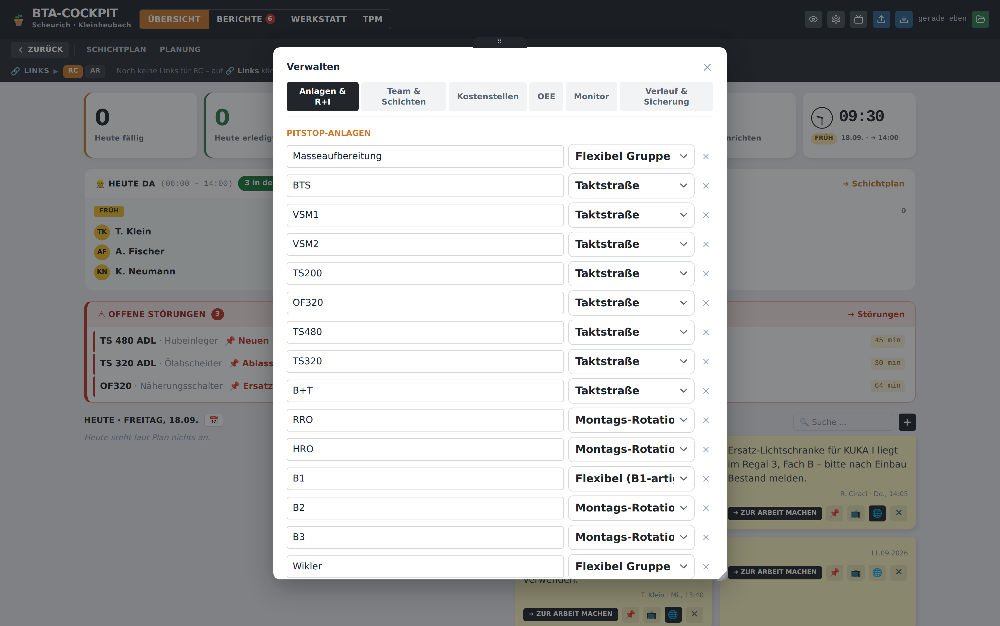 BTA-COCKPIT
Scheurich · Kleinheubach
ÜBERSICHT
BERICHTE 6
WERKSTATT
TPM
gerade eben
ZURÜCK
SCHICHTPLAN
PLANUNG
🔗 LINKS ▶
RC
AR
Noch keine Links für RC – auf 🔗 Links
0
Heute fällig
0
Heute erledigt
09:30
FRÜH 18.09. · → 14:00
👷 HEUTE DA (06:00 – 14:00) 3 in
→ Schichtplan
FRÜH
0
TK T. Klein
AF A. Fischer
KN K. Neumann
⚠ OFFENE STÖRUNGEN 3
→ Störungen
TS 480 ADL · Hubeinleger 📌 Neuen
45 min
TS 320 ADL · Ölabscheider 📌
30 min
OF320 · Näherungsschalter 📌
64 min
HEUTE · FREITAG, 18.09. 📅
🔍 Suche …
+
Heute steht laut Plan nichts an.
Ersatz-Lichtschranke für KUKA I liegt
im Regal 3, Fach B – bitte nach Einbau
Bestand melden.
R. Ciraci · Do., 14:05
→ ZUR ARBEIT MACHEN 📌 📺 🌐 ✕
· 11.09.2026
→ ZUR ARBEIT MACHEN 📌 📺 🌐 ✕
verwenden.
T. Klein · Mi., 13:40
→ ZUR ARBEIT MACHEN 📌 📺 🌐 ✕
Verwalten
Anlagen &
R+I
Team &
Schichten
Kostenstellen
OEE
Monitor
Verlauf &
Sicherung
PITSTOP-ANLAGEN
Masseaufbereitung Flexibel Gruppe
BTS Taktstraße
VSM1 Taktstraße
VSM2 Taktstraße
TS200 Taktstraße
OF320 Taktstraße
TS480 Taktstraße
TS320 Taktstraße
B+T Taktstraße
RRO Montags-Rotatio
HRO Montags-Rotatio
B1 Flexibel (B1-artig
B2 Montags-Rotatio
B3 Montags-Rotatio
Wikler Flexibel Gruppe